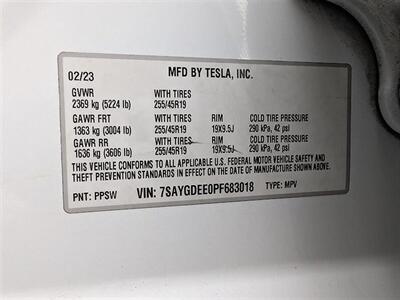 02/23 MFD BY TESLA, INC.
GVWR WITH TIRES
2369 kg (5224 lb) 255/45R19
GAWR FRT WITH TIRES RIM COLD TIRE PRESSURE
1363 kg (3004 lb) 255/45R19 19X9.5J 290 kPa, 42 psi
GAWR RR WITH TIRES RIM COLD TIRE PRESSURE
1636 kg (3606 lb) 255/45R19 19X9.5J 290 kPa, 42 psi
THIS VEHICLE CONFORMS TO ALL APPLICABLE U.S. FEDERAL MOTOR VEHICLE SAFETY AND
THEFT PREVENTION STANDARDS IN EFFECT ON THE DATE OF MANUFACTURE SHOWN ABOVE.
PNT: PPSW VIN: 7SAYGDEE0PF683018 TYPE: MPV